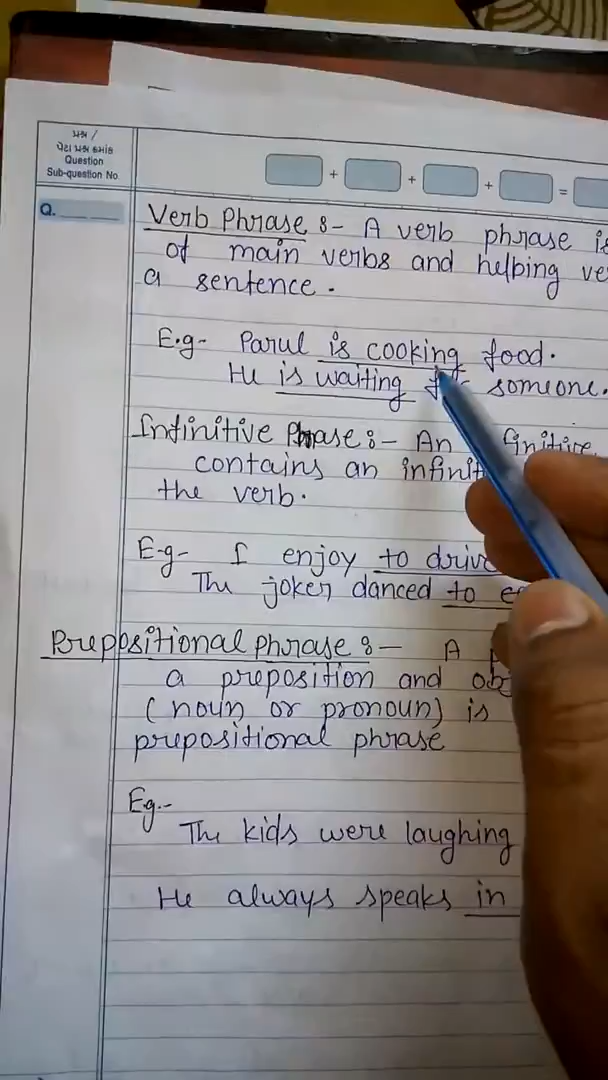 પ્રશ્ન /
પેટા પ્રશ્ન ક્રમાંક
Question
Sub-question No
+ + + + =
Q.
Verb Phrase :- A verb phrase is
of main verbs and helping
a sentence.
E.g- Parul is cooking food.
He is waiting someone.
Infinitive Phrase :- An
contains an
the verb.
E-g- I enjoy to drive
The joker danced to
Prepositional phrase :- A
a preposition and
(noun or pronoun) is
prepositional phrase
Eg.-
The kids were laughing
He always speaks in